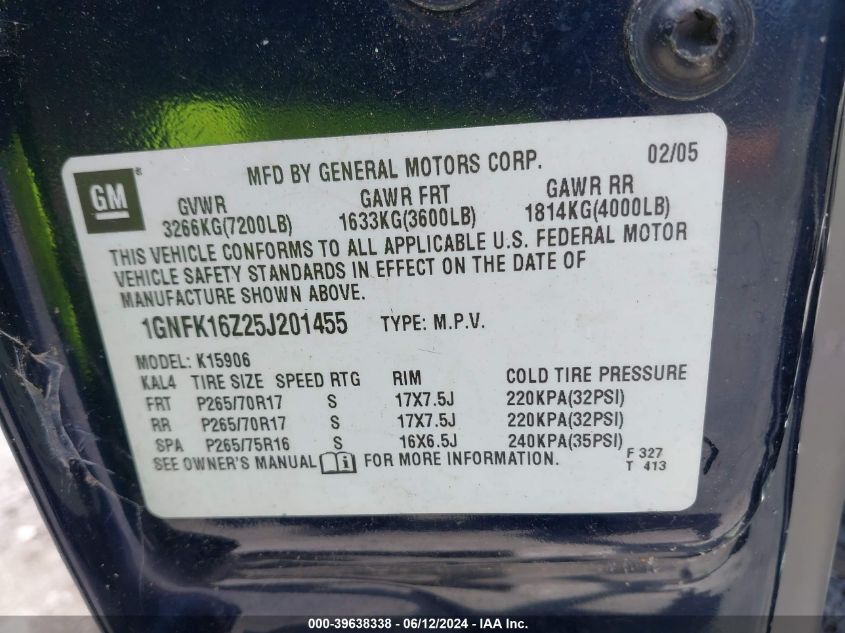 MFD BY GENERAL MOTORS CORP. 02/05
GM ®
GVWR GAWR FRT GAWR RR
3266KG(7200LB) 1633KG(3600LB) 1814KG(4000LB)
THIS VEHICLE CONFORMS TO ALL APPLICABLE U.S. FEDERAL MOTOR
VEHICLE SAFETY STANDARDS IN EFFECT ON THE DATE OF
MANUFACTURE SHOWN ABOVE.
1GNFK16Z25J201455 TYPE: M.P.V.
MODEL: K15906
KAL4 TIRE SIZE SPEED RTG RIM COLD TIRE PRESSURE
FRT P265/70R17 S 17X7.5J 220KPA(32PSI)
RR P265/70R17 S 17X7.5J 220KPA(32PSI)
SPA P265/75R16 S 16X6.5J 240KPA(35PSI)
SEE OWNER'S MANUAL i FOR MORE INFORMATION.
F 327
T 413
000-39638338 - 06/12/2024 - IAA, Inc.